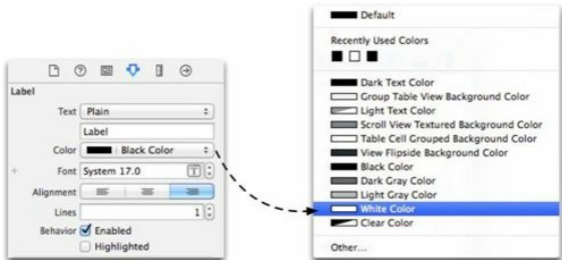 Label
Text Plain
Label
Color Black Color
Font System 17.0
Alignment
Lines 1
Behavior Enabled
Highlighted
Default
Recently Used Colors
Dark Text Color
Group Table View Background Color
Light Text Color
Scroll View Textured Background Color
Table Cell Grouped Background Color
View Flipside Background Color
Black Color
Dark Gray Color
Light Gray Color
White Color
Clear Color
Other...